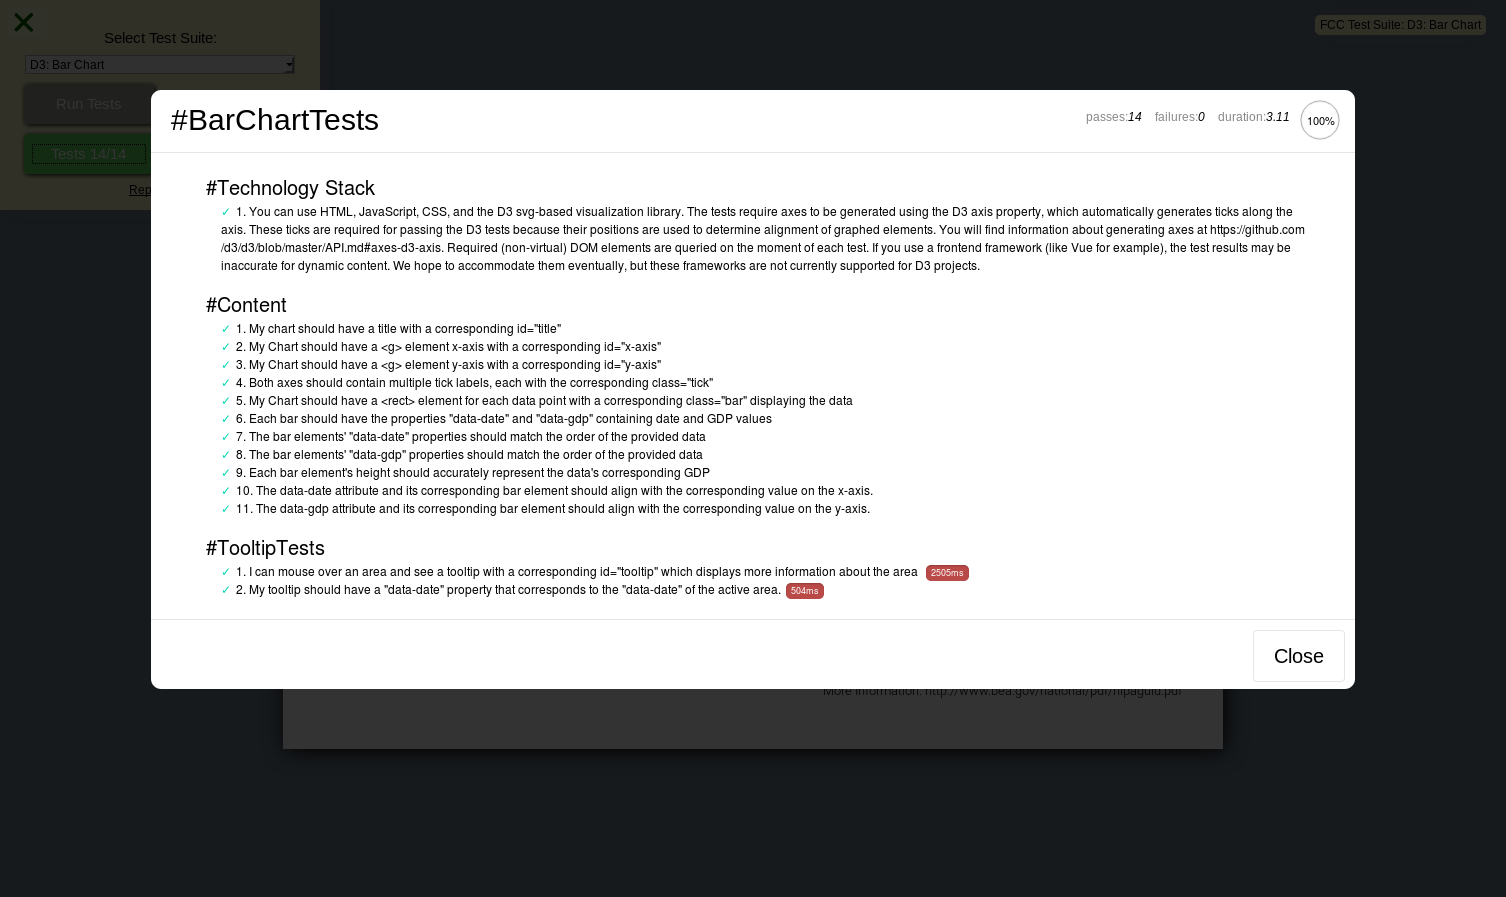 Select Test Suite:
FCC Test Suite: D3: Bar Chart
D3: Bar Chart
Run Tests
Tests 14/14
#BarChartTests
passes:14 failures:0 duration:3.11 100%
#Technology Stack
✓ 1. You can use HTML, JavaScript, CSS, and the D3 svg-based visualization library. The tests require axes to be generated using the D3 axis property, which automatically generates ticks along the
axis. These ticks are required for passing the D3 tests because their positions are used to determine alignment of graphed elements. You will find information about generating axes at https://github.com
/d3/d3/blob/master/API.md#axes-d3-axis. Required (non-virtual) DOM elements are queried on the moment of each test. If you use a frontend framework (like Vue for example), the test results may be
inaccurate for dynamic content. We hope to accommodate them eventually, but these frameworks are not currently supported for D3 projects.
#Content
✓ 1. My chart should have a title with a corresponding id="title"
✓ 2. My Chart should have a <g> element x-axis with a corresponding id="x-axis"
✓ 3. My Chart should have a <g> element y-axis with a corresponding id="y-axis"
✓ 4. Both axes should contain multiple tick labels, each with the corresponding class="tick"
✓ 5. My Chart should have a <rect> element for each data point with a corresponding class="bar" displaying the data
✓ 6. Each bar should have the properties "data-date" and "data-gdp" containing date and GDP values
✓ 7. The bar elements' "data-date" properties should match the order of the provided data
✓ 8. The bar elements' "data-gdp" properties should match the order of the provided data
✓ 9. Each bar element's height should accurately represent the data's corresponding GDP
✓ 10. The data-date attribute and its corresponding bar element should align with the corresponding value on the x-axis.
✓ 11. The data-gdp attribute and its corresponding bar element should align with the corresponding value on the y-axis.
#TooltipTests
✓ 1. I can mouse over an area and see a tooltip with a corresponding id="tooltip" which displays more information about the area 2505ms
✓ 2. My tooltip should have a "data-date" property that corresponds to the "data-date" of the active area. 504ms
Close
More Information: http://www.bea.gov/national/pdf/nipaguid.pdf